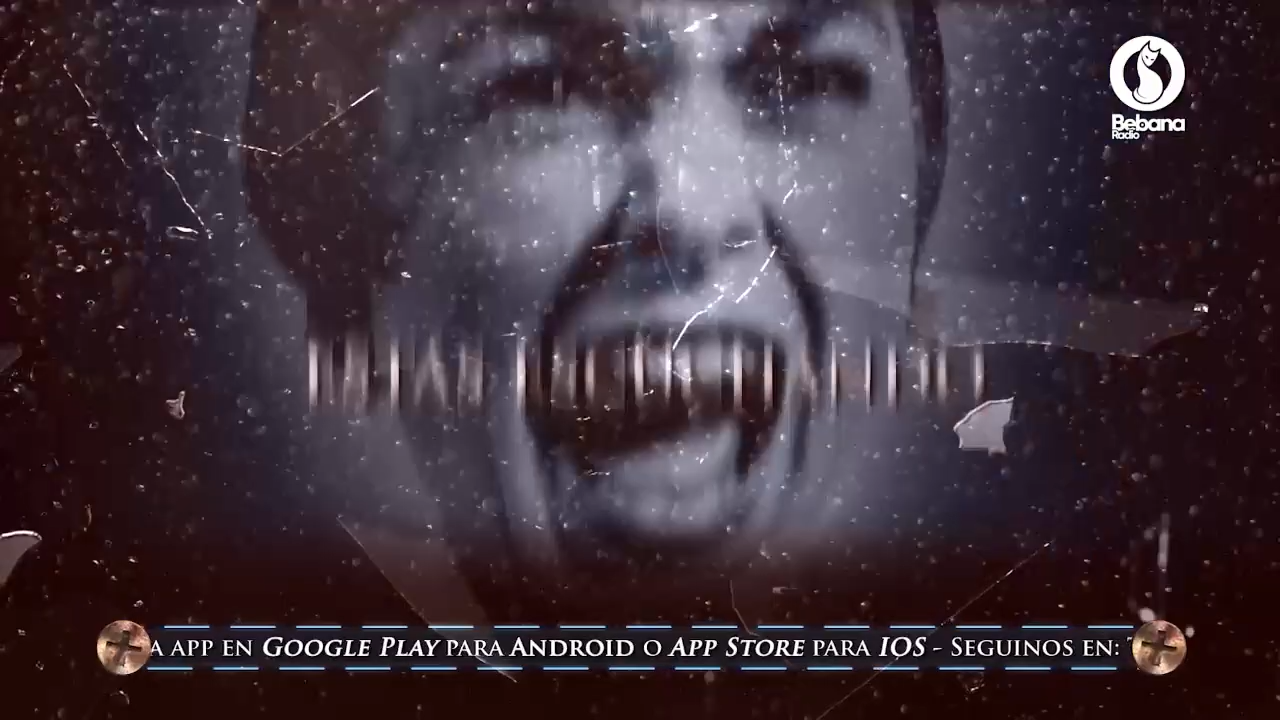 Bebana
Radio
A APP EN GOOGLE PLAY PARA ANDROID O APP STORE PARA IOS - SEGUINOS EN: